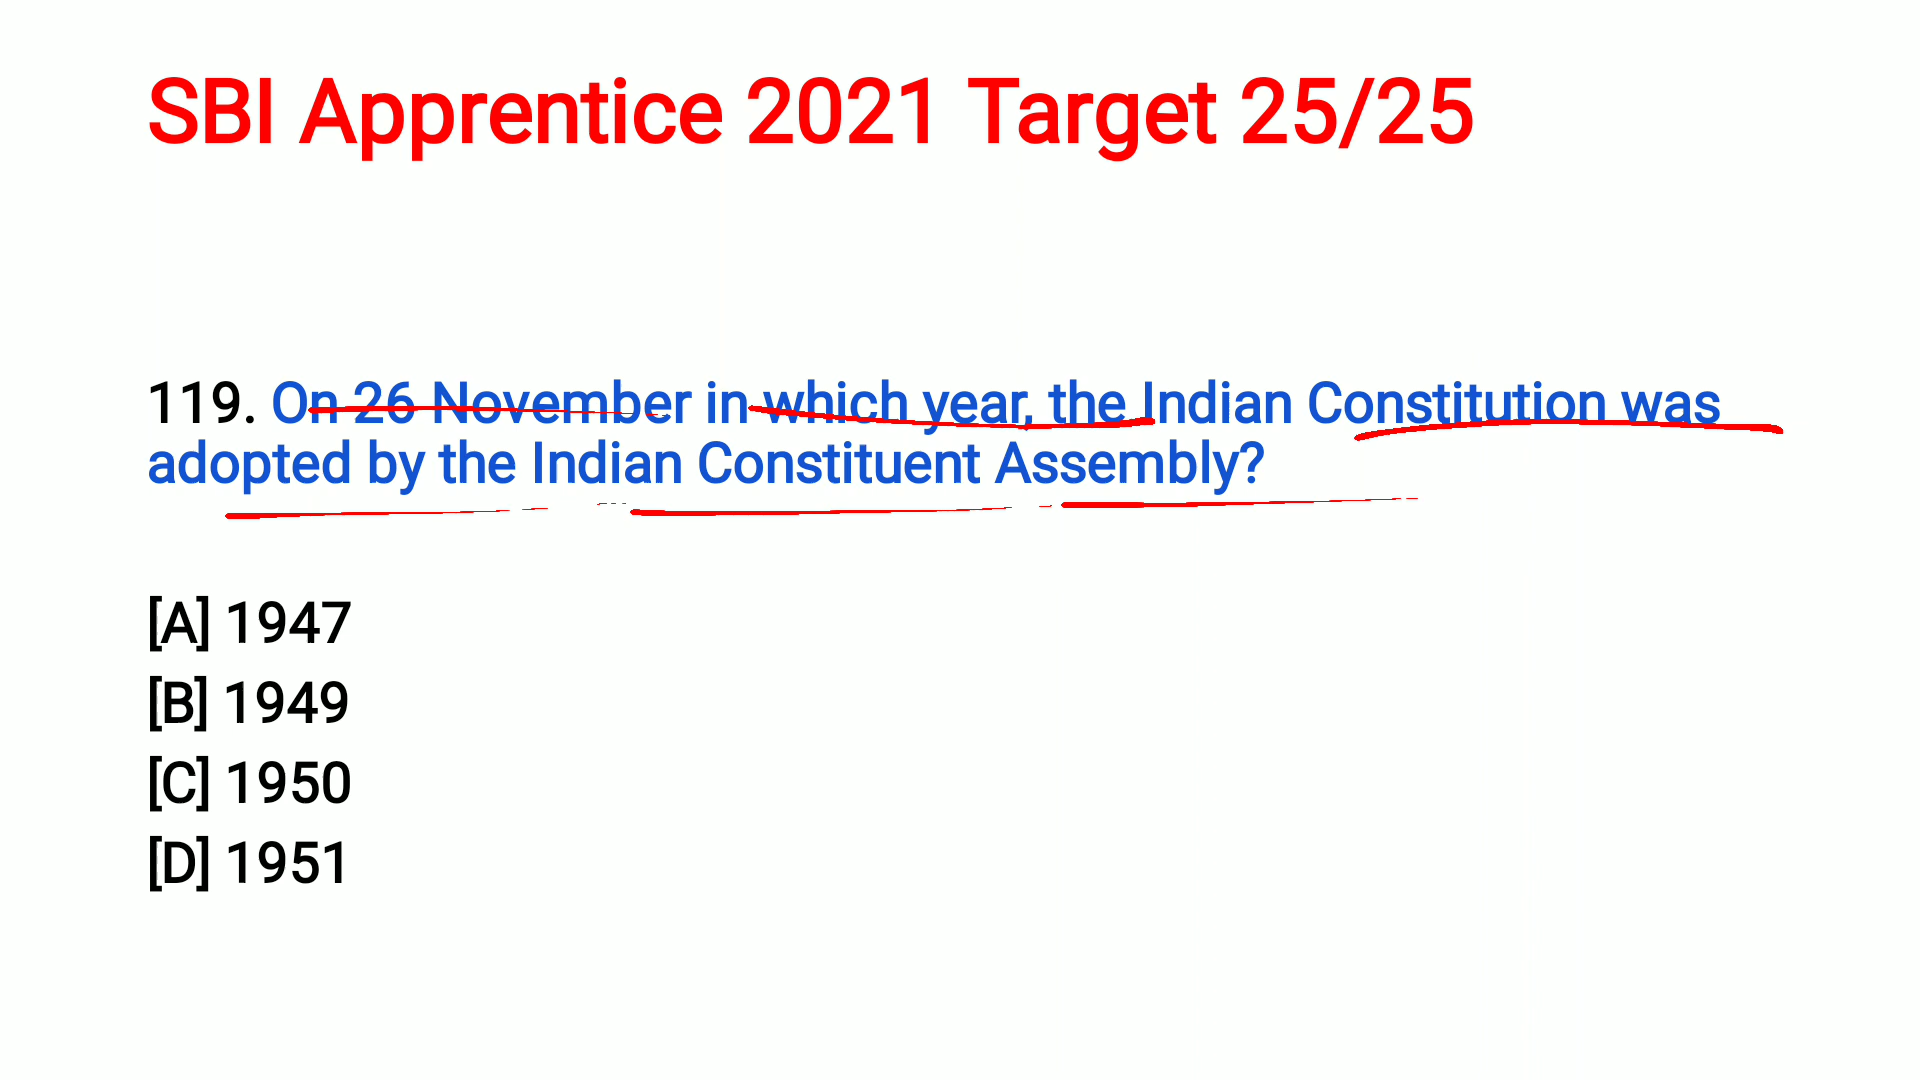 SBI Apprentice 2021 Target 25/25
119. On 26 November in which year, the Indian Constitution was
adopted by the Indian Constituent Assembly?
[A] 1947
[B] 1949
[C] 1950
[D] 1951